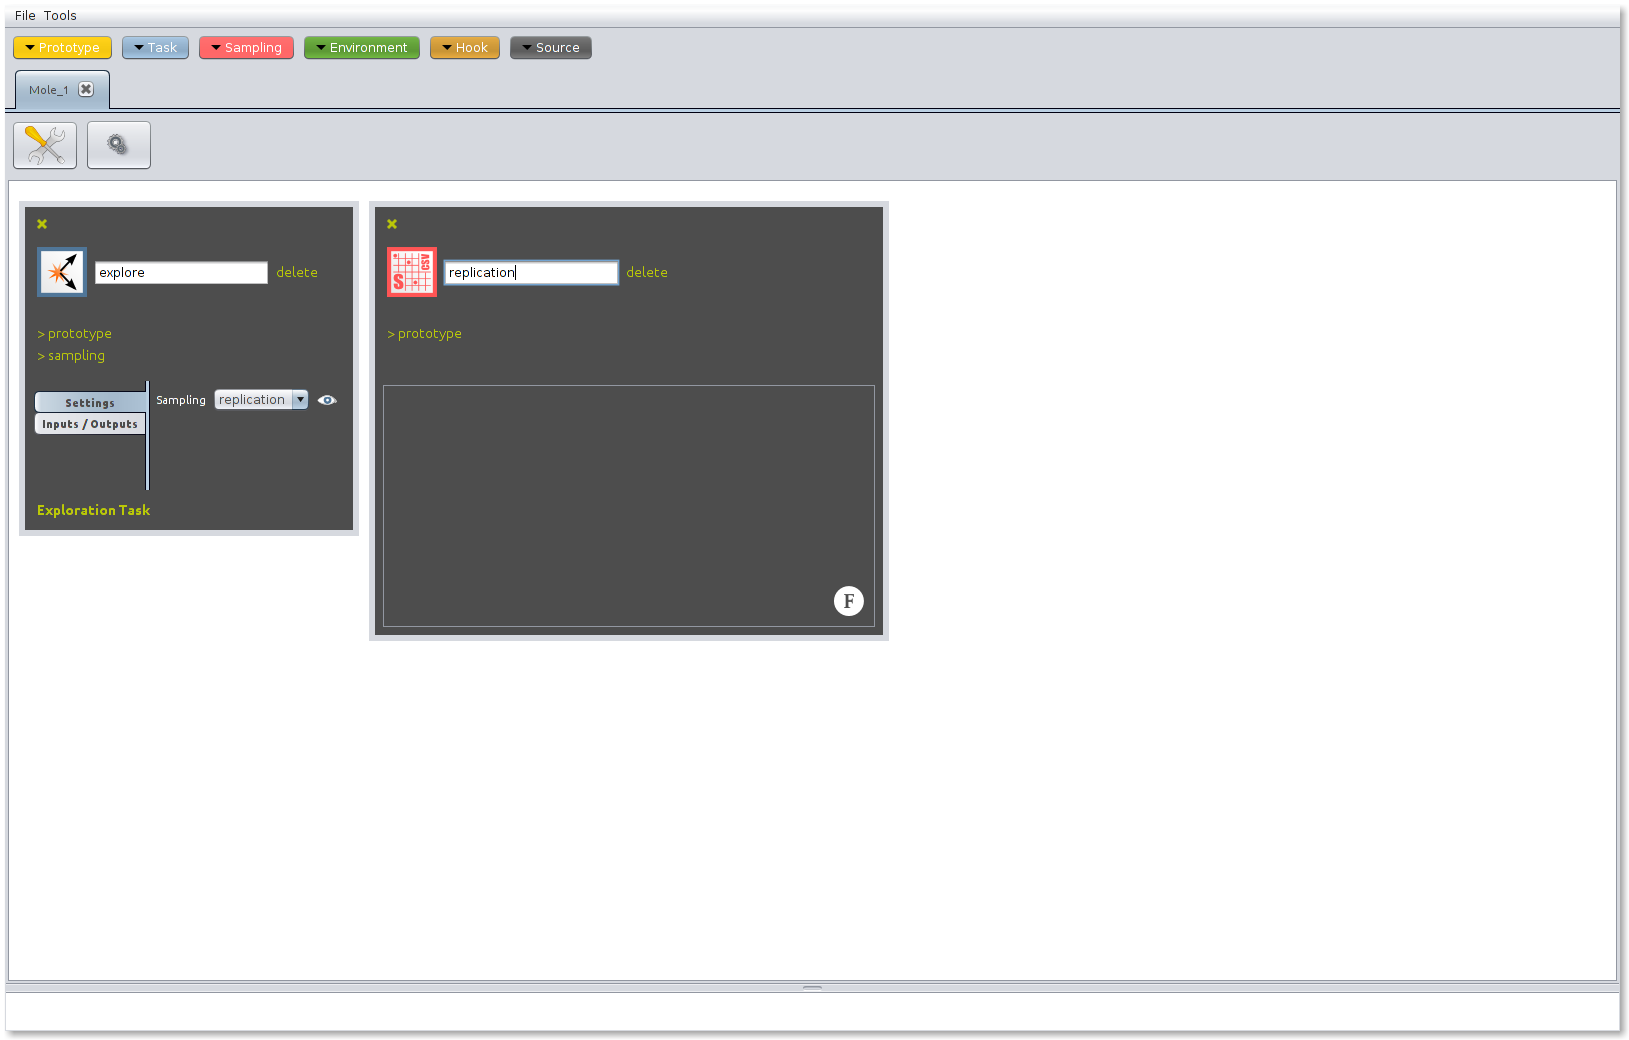 File Tools
Prototype Task Sampling Environment Hook Source
Mole_1
explore delete
> prototype
> sampling
Settings
Inputs / Outputs
Sampling replication
Exploration Task
S CSV
replication delete
> prototype
F